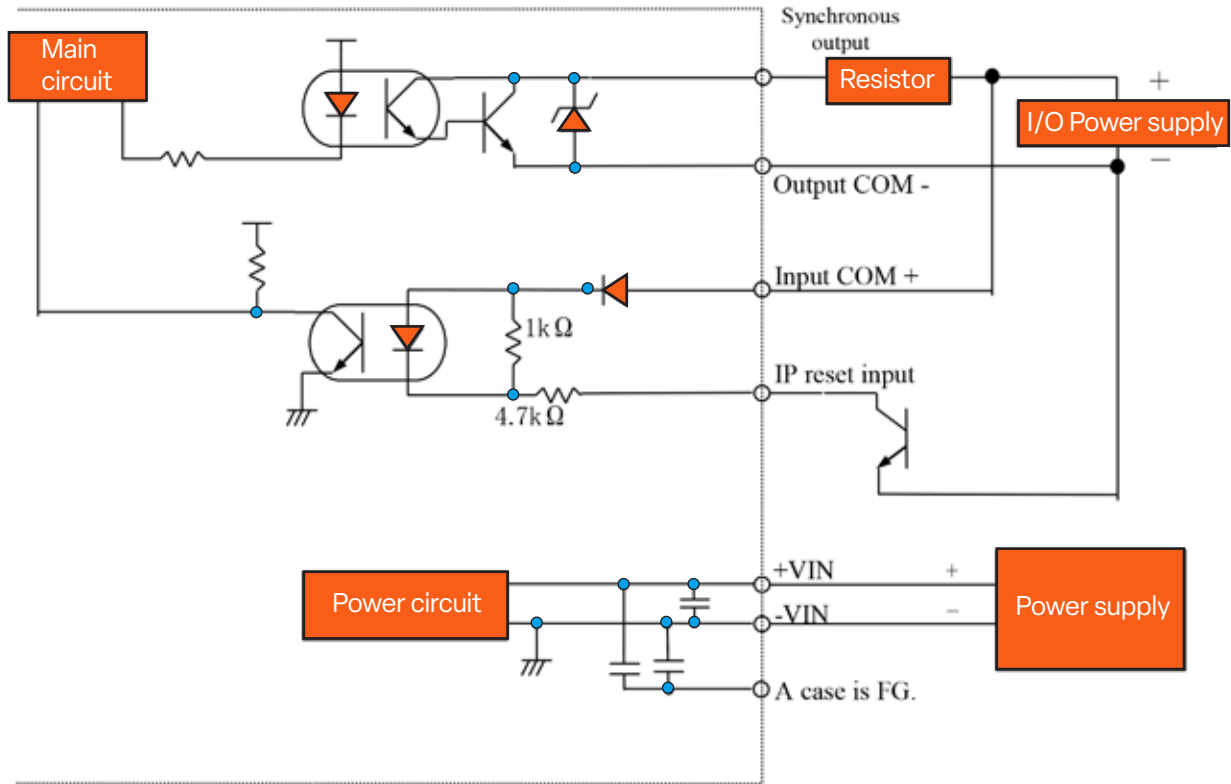 Synchronous
output
Main
circuit
Resistor
+
I/O Power supply
−
Output COM -
Input COM +
1kΩ
IP reset input
4.7kΩ
+VIN
+
Power circuit
Power supply
-VIN
−
A case is FG.